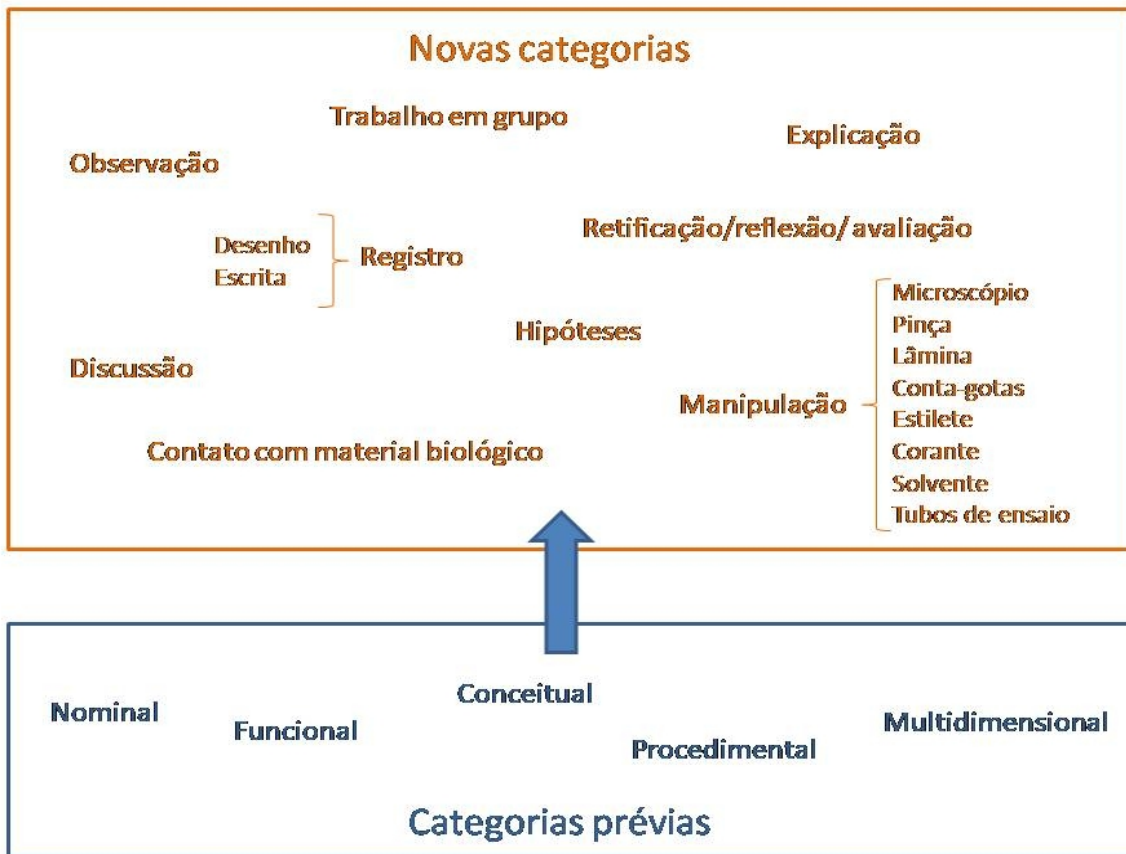 Novas categorias
Trabalho em grupo
Explicação
Observação
Retificação/reflexão/avaliação
Desenho
Escrita
Registro
Microscópio
Pinça
Lâmina
Conta-gotas
Estilete
Corante
Solvente
Tubos de ensaio
Hipóteses
Discussão
Manipulação
Contato com material biológico
Conceitual
Nominal
Funcional
Multidimensional
Procedimental
Categorias prévias